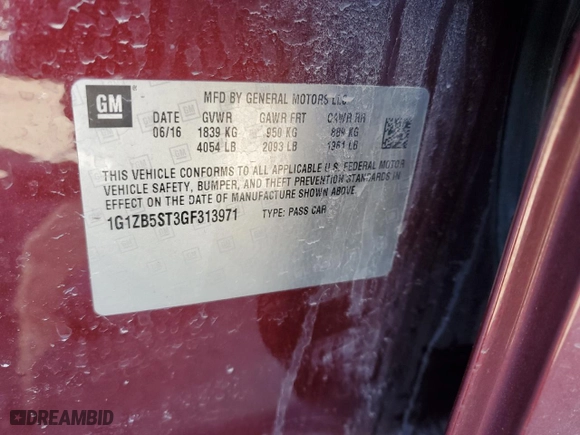 GM
MFD BY GENERAL MOTORS LLC
DATE GVWR GAWR FRT GAWR RR
06/16 1839 KG 950 KG 889 KG
4054 LB 2093 LB 1961 LB
THIS VEHICLE CONFORMS TO ALL APPLICABLE U.S. FEDERAL MOTOR
VEHICLE SAFETY, BUMPER, AND THEFT PREVENTION STANDARDS IN
EFFECT ON THE DATE OF MANUFACTURE SHOWN ABOVE.
1G1ZB5ST3GF313971 TYPE: PASS CAR
DREAMBID